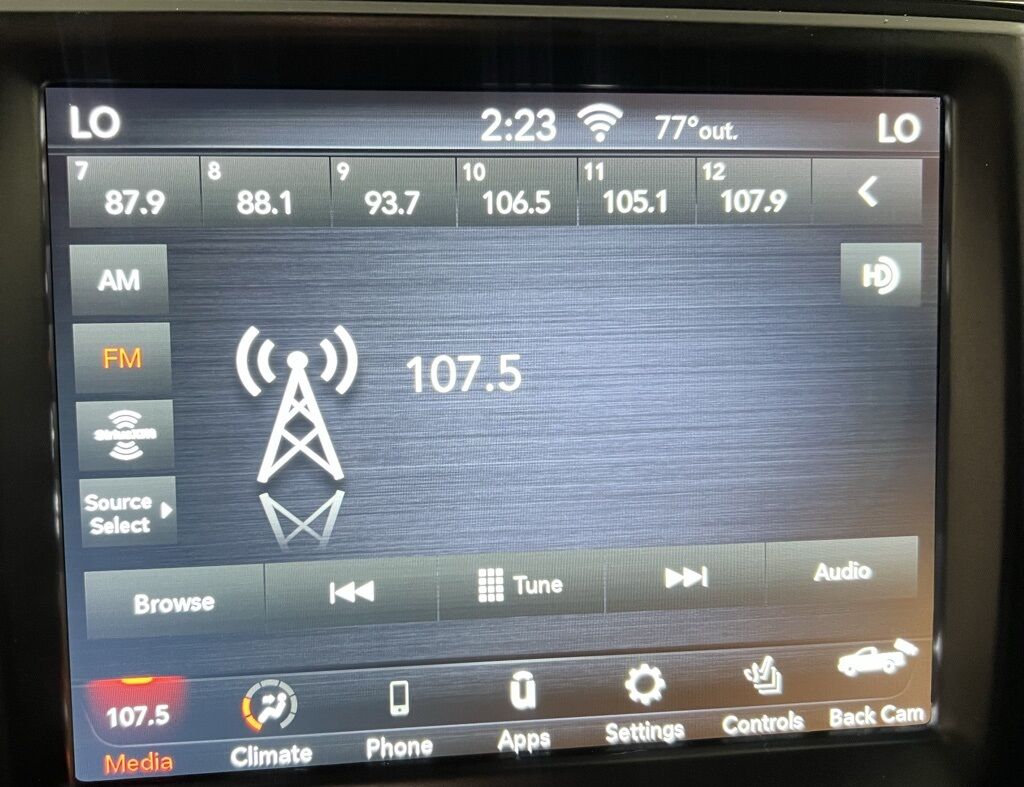 LO 2:23 77°out. LO
7 8 9 10 11 12
87.9 88.1 93.7 106.5 105.1 107.9
AM
HD
FM
107.5
SiriusXM
Source
Select
Browse Tune Audio
107.5
Media Climate Phone Apps Settings Controls Back Cam